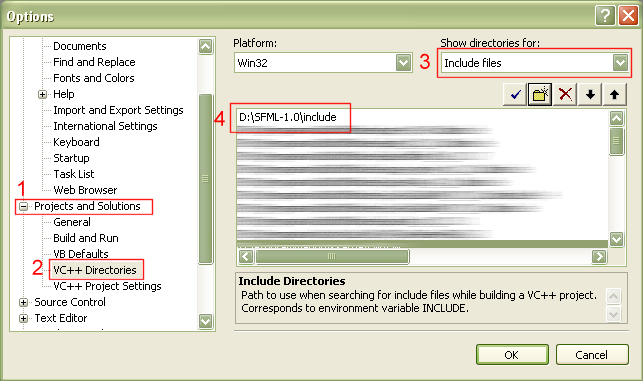 Options
Documents
Find and Replace
Fonts and Colors
Help
Import and Export Settings
International Settings
Keyboard
Startup
Task List
Web Browser
1
Projects and Solutions
General
Build and Run
VB Defaults
2
VC++ Directories
VC++ Project Settings
Source Control
Text Editor
Platform:
Win32
Show directories for:
3
Include files
4
D:\SFML-1.0\include
Include Directories
Path to use when searching for include files while building a VC++ project.
Corresponds to environment variable INCLUDE.
OK
Cancel